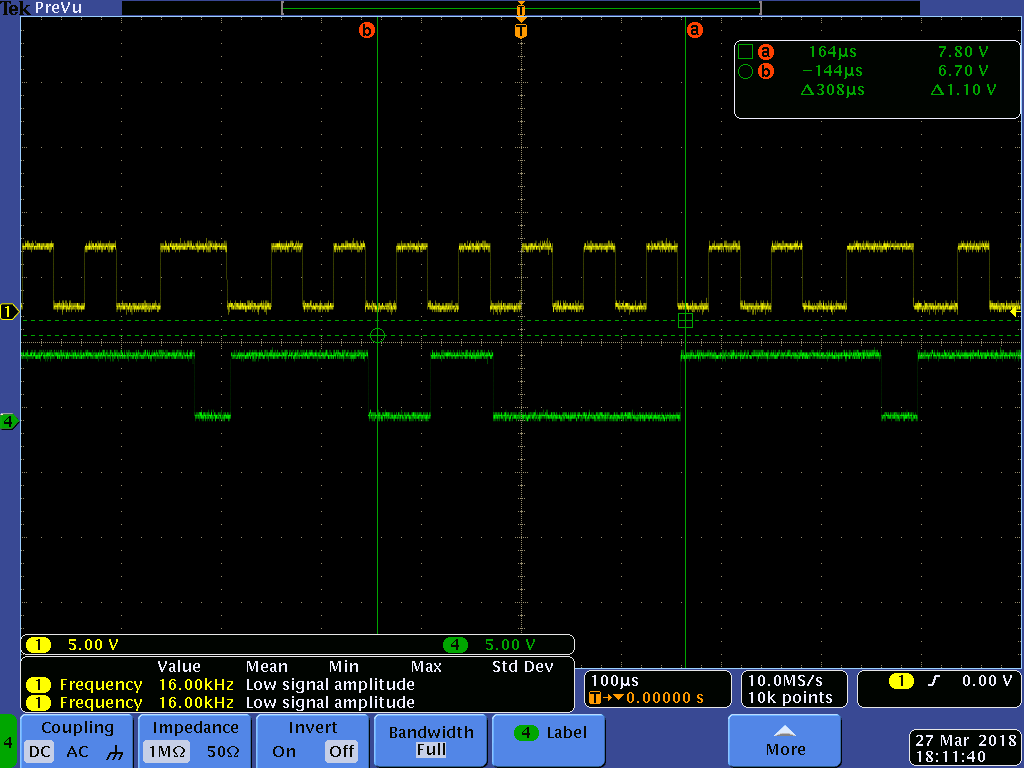 Tek PreVu
T
b T a
a 164µs 7.80 V
b −144µs 6.70 V
Δ308µs Δ1.10 V
1
4
1 5.00 V 4 5.00 V
Value Mean Min Max Std Dev
1 Frequency 16.00kHz Low signal amplitude
1 Frequency 16.00kHz Low signal amplitude
100µs
T→▼0.00000 s
10.0MS/s
10k points
1 0.00 V
4
Coupling
DC AC
Impedance
1MΩ 50Ω
Invert
On Off
Bandwidth
Full
4 Label
More
27 Mar 2018
18:11:40